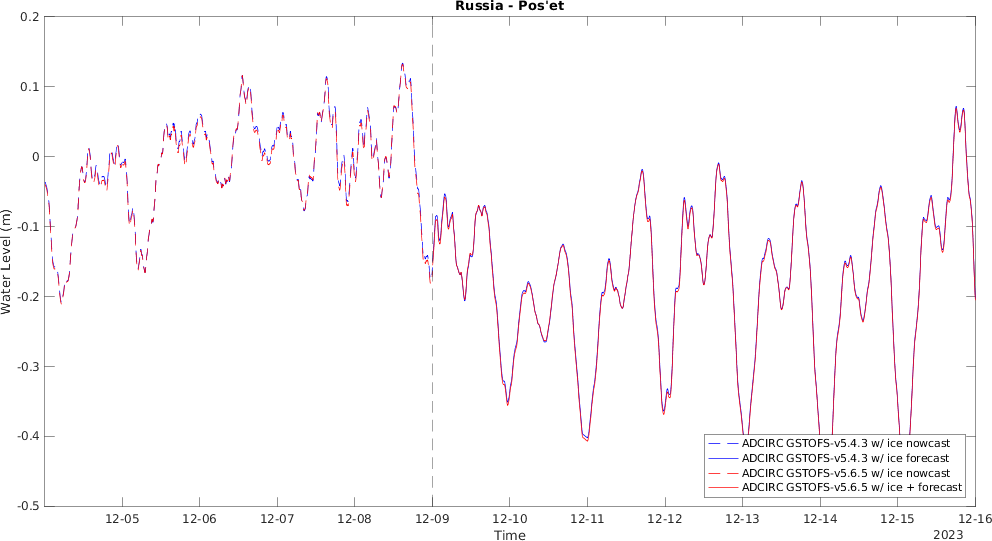 Russia - Pos'et
0.2
0.1
0
-0.1
-0.2
-0.3
-0.4
-0.5
Water Level (m)
ADCIRC GSTOFS-v5.4.3 w/ ice nowcast
ADCIRC GSTOFS-v5.4.3 w/ ice forecast
ADCIRC GSTOFS-v5.6.5 w/ ice nowcast
ADCIRC GSTOFS-v5.6.5 w/ ice + forecast
12-05 12-06 12-07 12-08 12-09 12-10 12-11 12-12 12-13 12-14 12-15 12-16
Time
2023